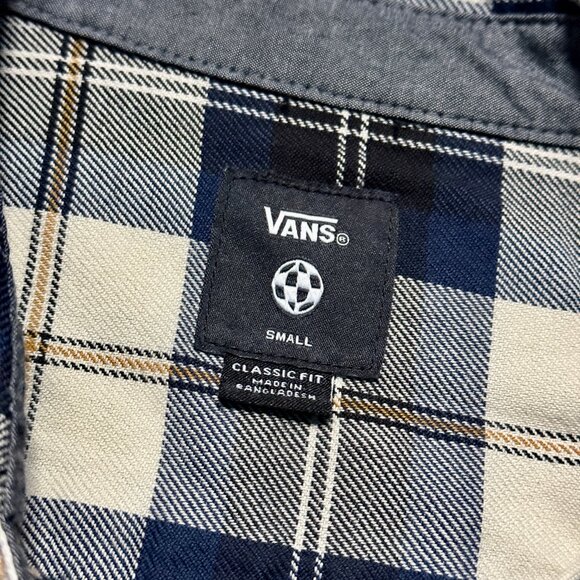 VANS®
SMALL
CLASSIC FIT
MADE IN
BANGLADESH